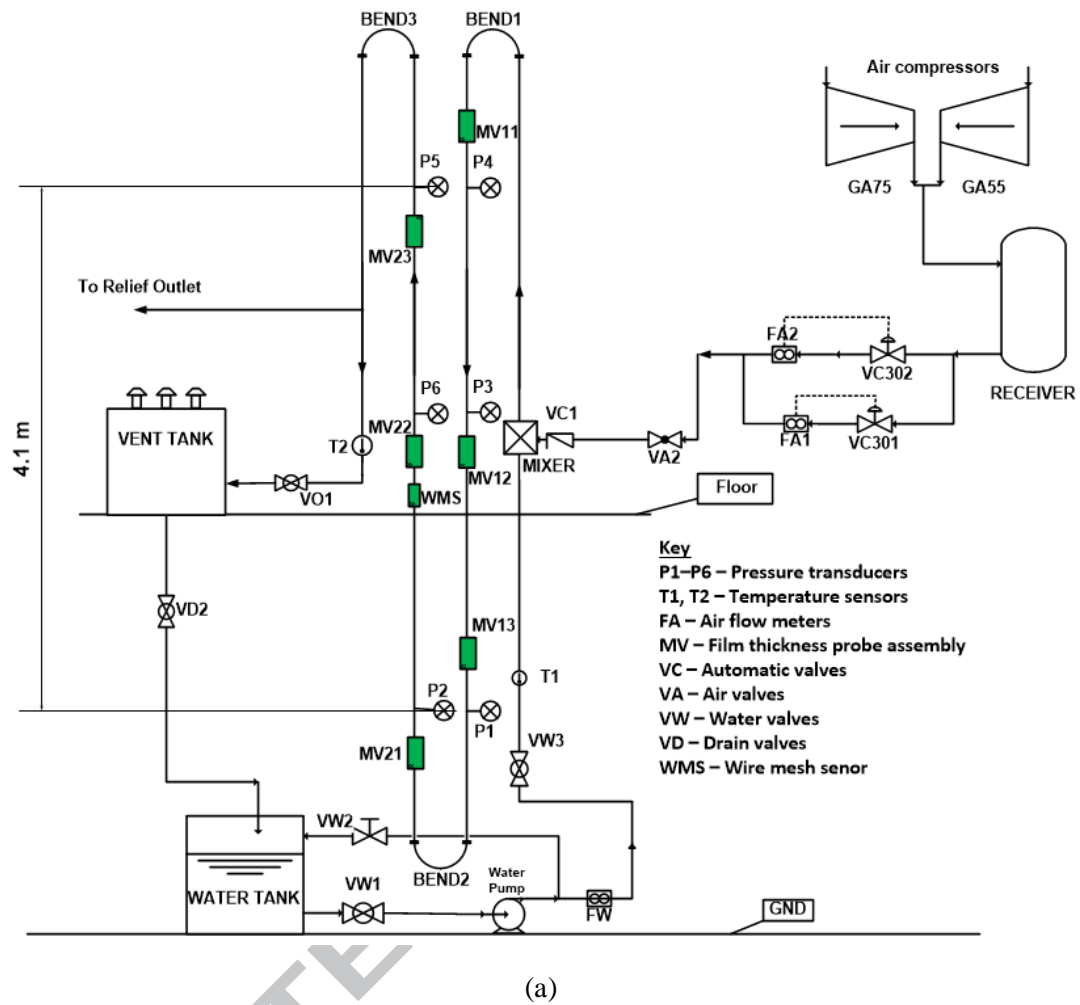 BEND3
BEND1
Air compressors
MV11
P5
P4
GA75
GA55
MV23
To Relief Outlet
FA2
P6
P3
VC1
VC302
RECEIVER
VENT TANK
MV22
T2
FA1
VC301
4.1 m
MV12
MIXER
VA2
WMS
VO1
Floor
Key
P1–P6 – Pressure transducers
T1, T2 – Temperature sensors
FA – Air flow meters
MV – Film thickness probe assembly
VC – Automatic valves
VA – Air valves
VW – Water valves
VD – Drain valves
WMS – Wire mesh senor
VD2
MV13
T1
P2
P1
MV21
VW3
VW2
BEND2
Water
Pump
WATER TANK
VW1
FW
GND
(a)